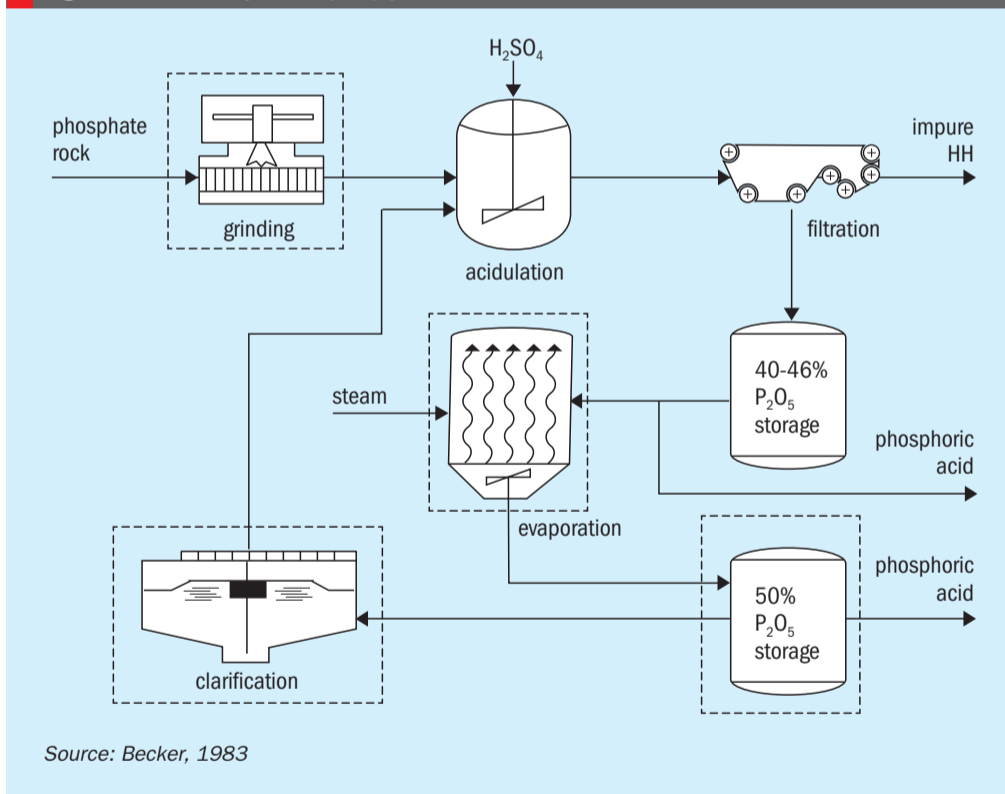 H₂SO₄
phosphate
rock
grinding
acidulation
impure
HH
filtration
steam
evaporation
40-46%
P₂O₅
storage
phosphoric
acid
50%
P₂O₅
storage
phosphoric
acid
clarification
Source: Becker, 1983